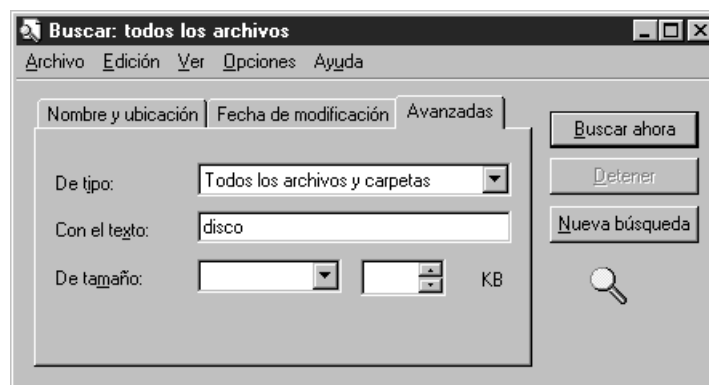 Buscar: todos los archivos
Archivo Edición Ver Opciones Ayuda
Nombre y ubicación Fecha de modificación Avanzadas
Buscar ahora
De tipo: Todos los archivos y carpetas
Detener
Con el texto: disco
Nueva búsqueda
De tamaño: KB